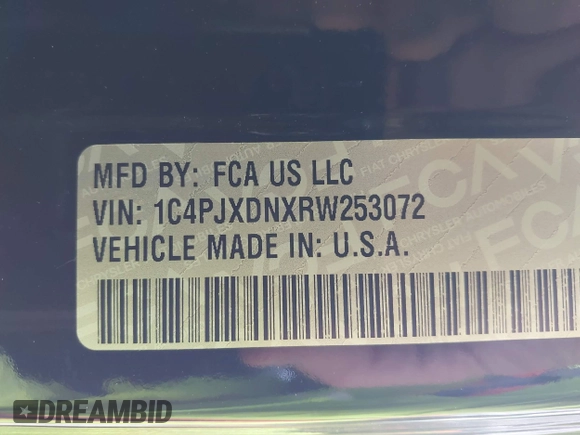 MFD BY: FCA US LLC
VIN: 1C4PJXDNXRW253072
VEHICLE MADE IN: U.S.A.
DREAMBID